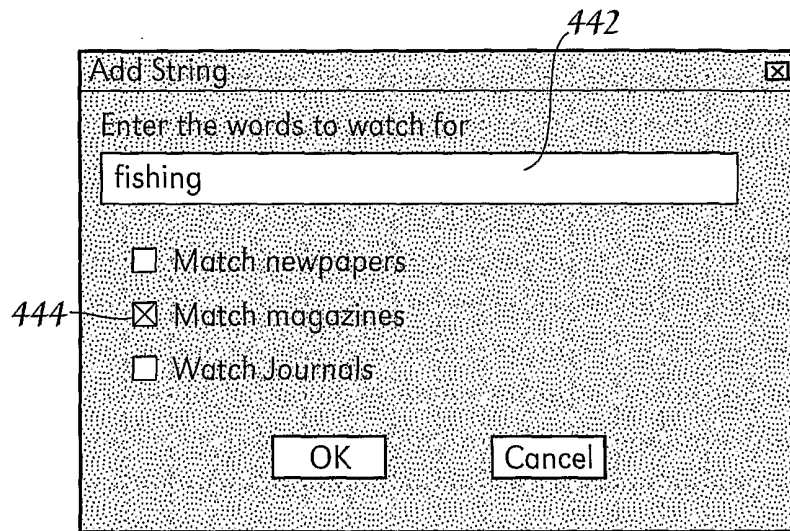 442
Add String
Enter the words to watch for
fishing
Match newpapers
444 Match magazines
Watch Journals
OK Cancel